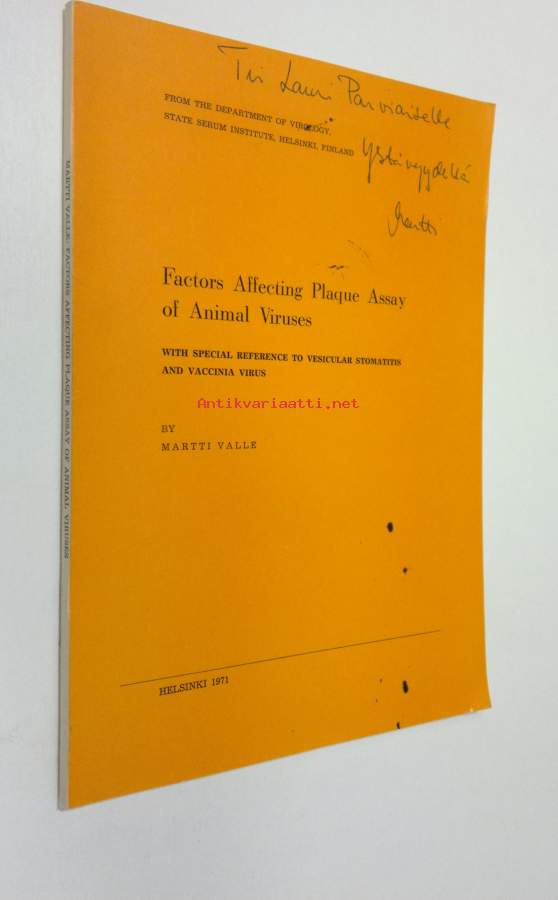 Tri Lauri Parviaiselle
Ystävyydellä
Martti
FROM THE DEPARTMENT OF VIROLOGY,
STATE SERUM INSTITUTE, HELSINKI, FINLAND
Factors Affecting Plaque Assay
of Animal Viruses
WITH SPECIAL REFERENCE TO VESICULAR STOMATITIS
AND VACCINIA VIRUS
Antikvariaatti.net
BY
MARTTI VALLE
HELSINKI 1971
MARTTI VALLE: FACTORS AFFECTING PLAQUE ASSAY OF ANIMAL VIRUSES